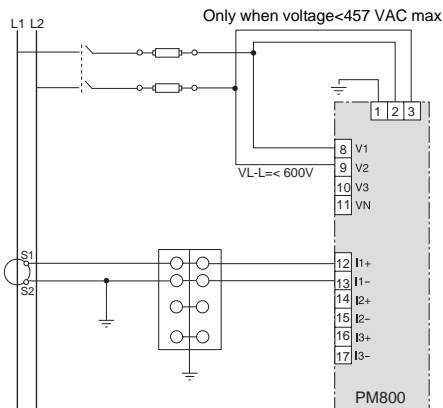 Only when voltage<457 VAC max
L1 L2
1 2 3
8 V1
VL-L=< 600V
9 V2
10 V3
11 VN
S1
12 I1+
S2
13 I1-
14 I2+
15 I2-
16 I3+
17 I3-
PM800